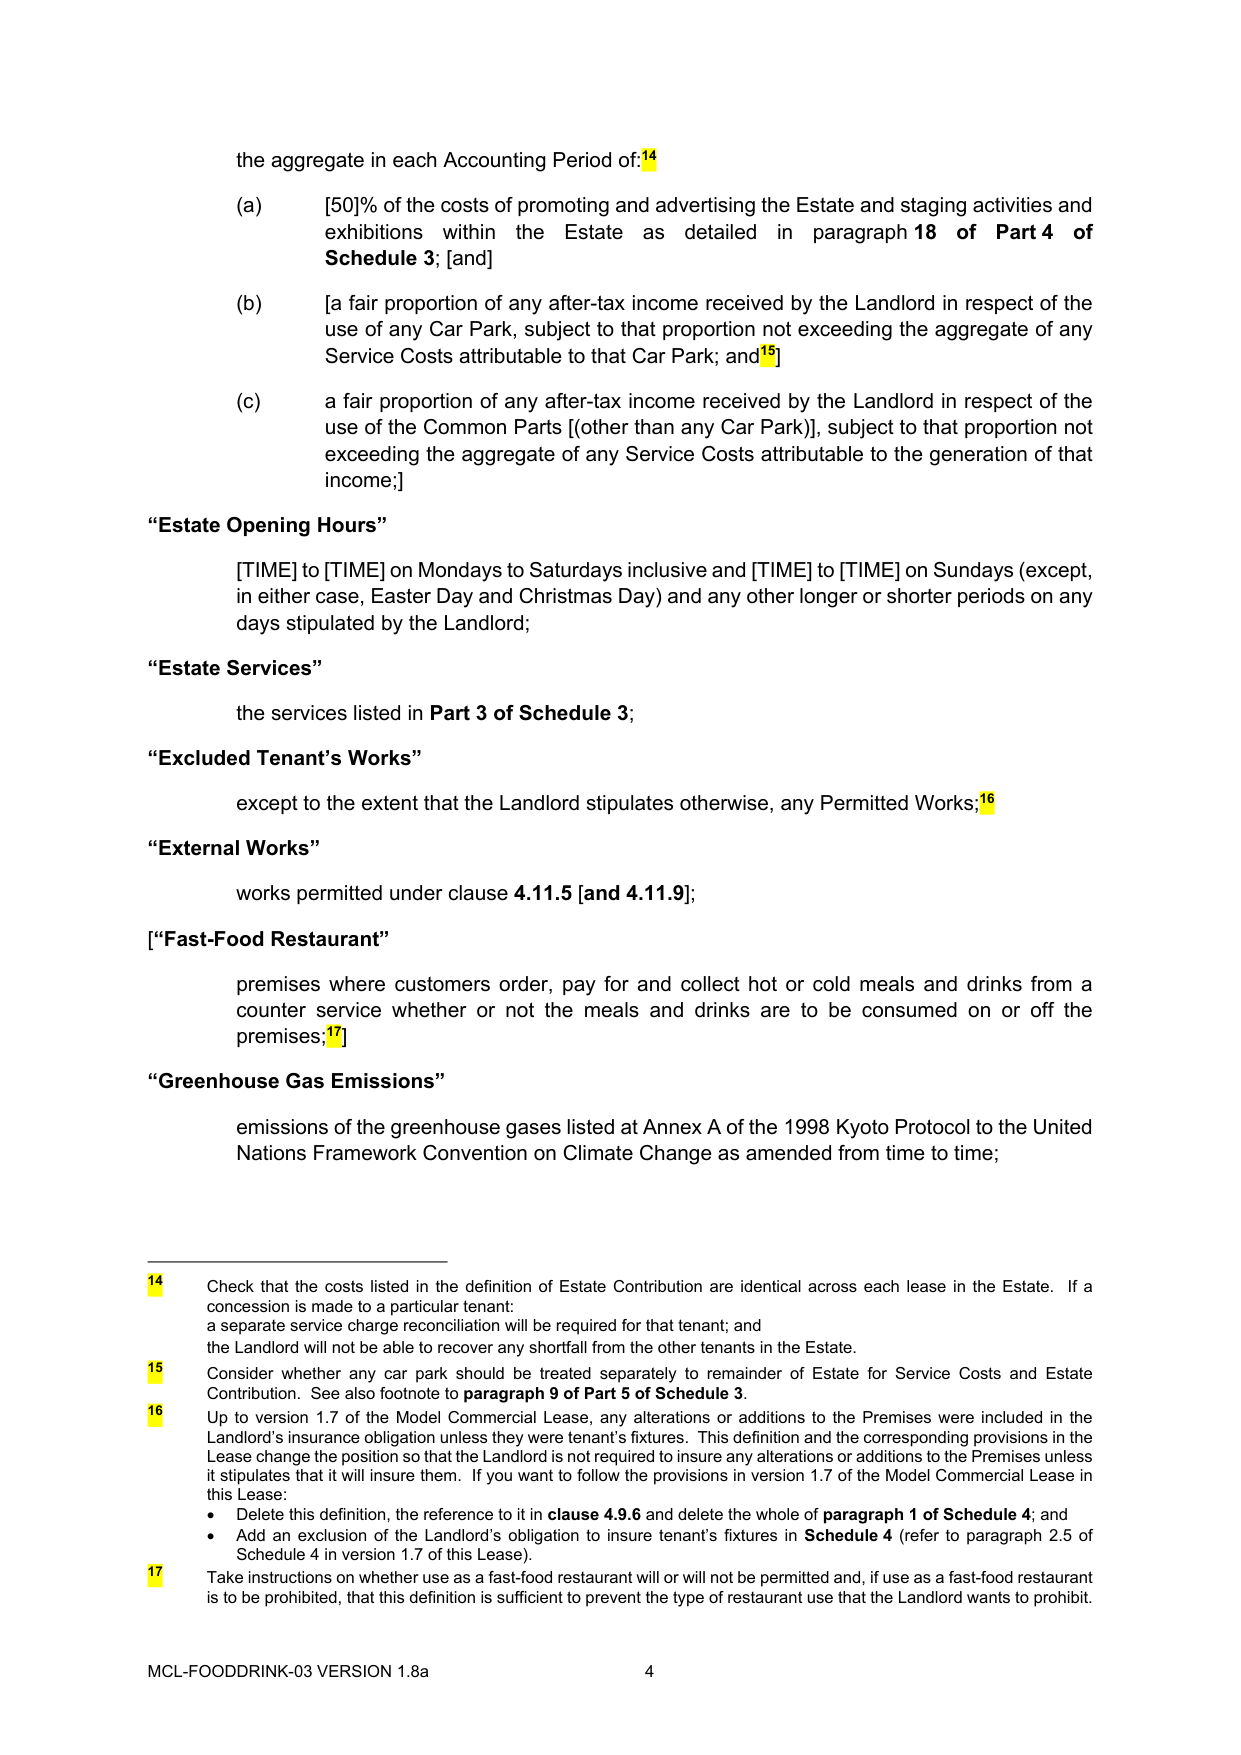 the aggregate in each Accounting Period of:14
(a) [50]% of the costs of promoting and advertising the Estate and staging activities and
exhibitions within the Estate as detailed in paragraph 18 of Part 4 of
Schedule 3; [and]
(b) [a fair proportion of any after-tax income received by the Landlord in respect of the
use of any Car Park, subject to that proportion not exceeding the aggregate of any
Service Costs attributable to that Car Park; and15]
(c) a fair proportion of any after-tax income received by the Landlord in respect of the
use of the Common Parts [(other than any Car Park)], subject to that proportion not
exceeding the aggregate of any Service Costs attributable to the generation of that
income;]
“Estate Opening Hours”
[TIME] to [TIME] on Mondays to Saturdays inclusive and [TIME] to [TIME] on Sundays (except,
in either case, Easter Day and Christmas Day) and any other longer or shorter periods on any
days stipulated by the Landlord;
“Estate Services”
the services listed in Part 3 of Schedule 3;
“Excluded Tenant’s Works”
except to the extent that the Landlord stipulates otherwise, any Permitted Works;16
“External Works”
works permitted under clause 4.11.5 [and 4.11.9];
[“Fast-Food Restaurant”
premises where customers order, pay for and collect hot or cold meals and drinks from a
counter service whether or not the meals and drinks are to be consumed on or off the
premises;17]
“Greenhouse Gas Emissions”
emissions of the greenhouse gases listed at Annex A of the 1998 Kyoto Protocol to the United
Nations Framework Convention on Climate Change as amended from time to time;
14 Check that the costs listed in the definition of Estate Contribution are identical across each lease in the Estate. If a
concession is made to a particular tenant:
a separate service charge reconciliation will be required for that tenant; and
the Landlord will not be able to recover any shortfall from the other tenants in the Estate.
15 Consider whether any car park should be treated separately to remainder of Estate for Service Costs and Estate
Contribution. See also footnote to paragraph 9 of Part 5 of Schedule 3.
16 Up to version 1.7 of the Model Commercial Lease, any alterations or additions to the Premises were included in the
Landlord’s insurance obligation unless they were tenant’s fixtures. This definition and the corresponding provisions in the
Lease change the position so that the Landlord is not required to insure any alterations or additions to the Premises unless
it stipulates that it will insure them. If you want to follow the provisions in version 1.7 of the Model Commercial Lease in
this Lease:
• Delete this definition, the reference to it in clause 4.9.6 and delete the whole of paragraph 1 of Schedule 4; and
• Add an exclusion of the Landlord’s obligation to insure tenant’s fixtures in Schedule 4 (refer to paragraph 2.5 of
Schedule 4 in version 1.7 of this Lease).
17 Take instructions on whether use as a fast-food restaurant will or will not be permitted and, if use as a fast-food restaurant
is to be prohibited, that this definition is sufficient to prevent the type of restaurant use that the Landlord wants to prohibit.
MCL-FOODDRINK-03 VERSION 1.8a 4